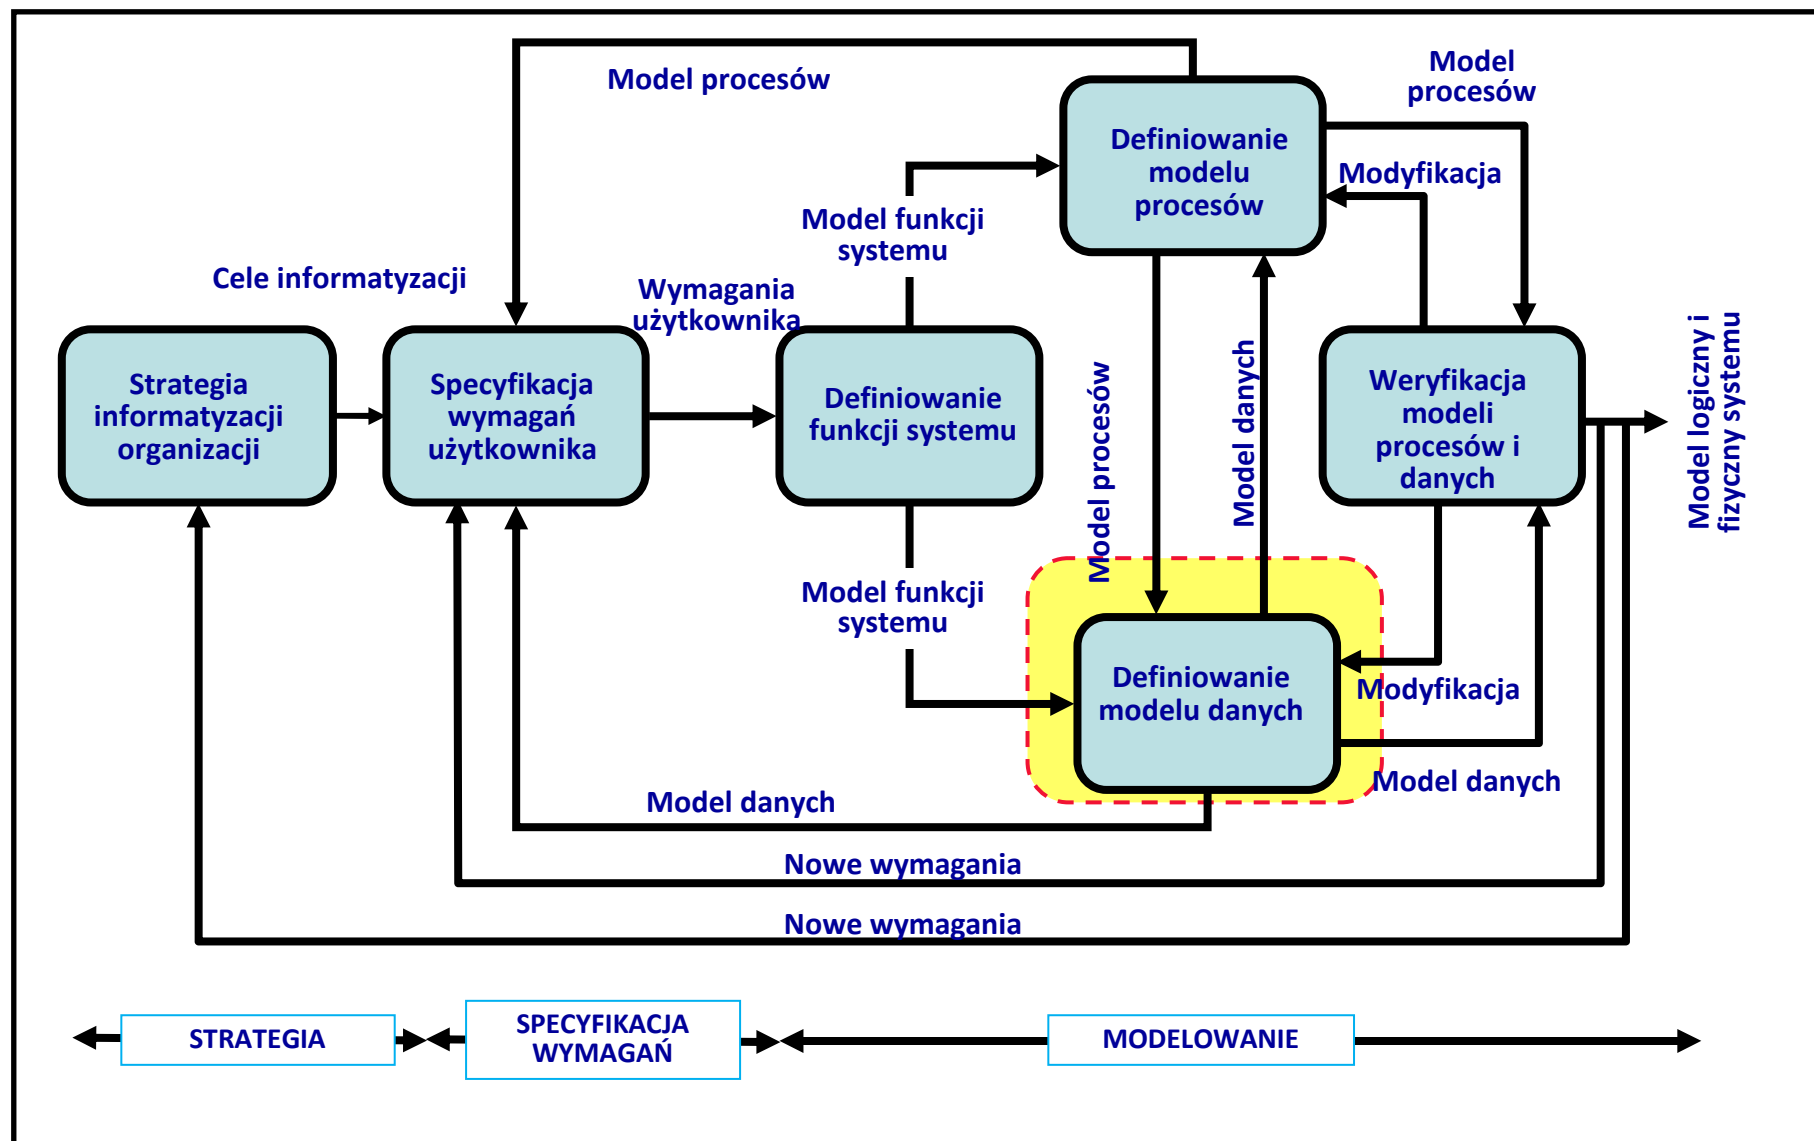 Model procesów
Model
procesów
Definiowanie
modelu
procesów
Modyfikacja
Model funkcji
systemu
Cele informatyzacji
Wymagania
użytkownika
Strategia
informatyzacji
organizacji
Specyfikacja
wymagań
użytkownika
Definiowanie
funkcji systemu
Model procesów
Model danych
Weryfikacja
modeli
procesów i
danych
Model logiczny i
fizyczny systemu
Model funkcji
systemu
Definiowanie
modelu danych
Modyfikacja
Model danych
Model danych
Nowe wymagania
Nowe wymagania
STRATEGIA
SPECYFIKACJA
WYMAGAŃ
MODELOWANIE